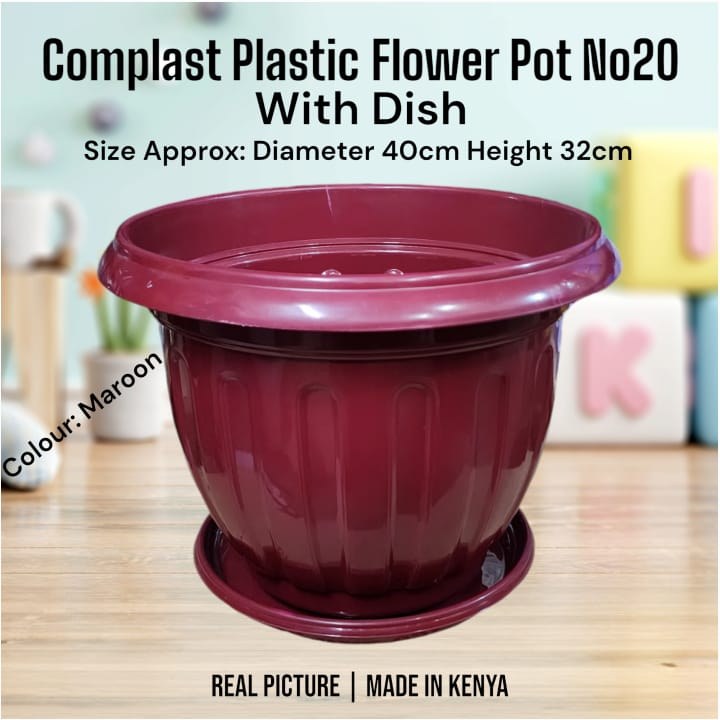 Complast Plastic Flower Pot No20
With Dish
Size Approx: Diameter 40cm Height 32cm
I
K
Colour: Maroon
REAL PICTURE | MADE IN KENYA